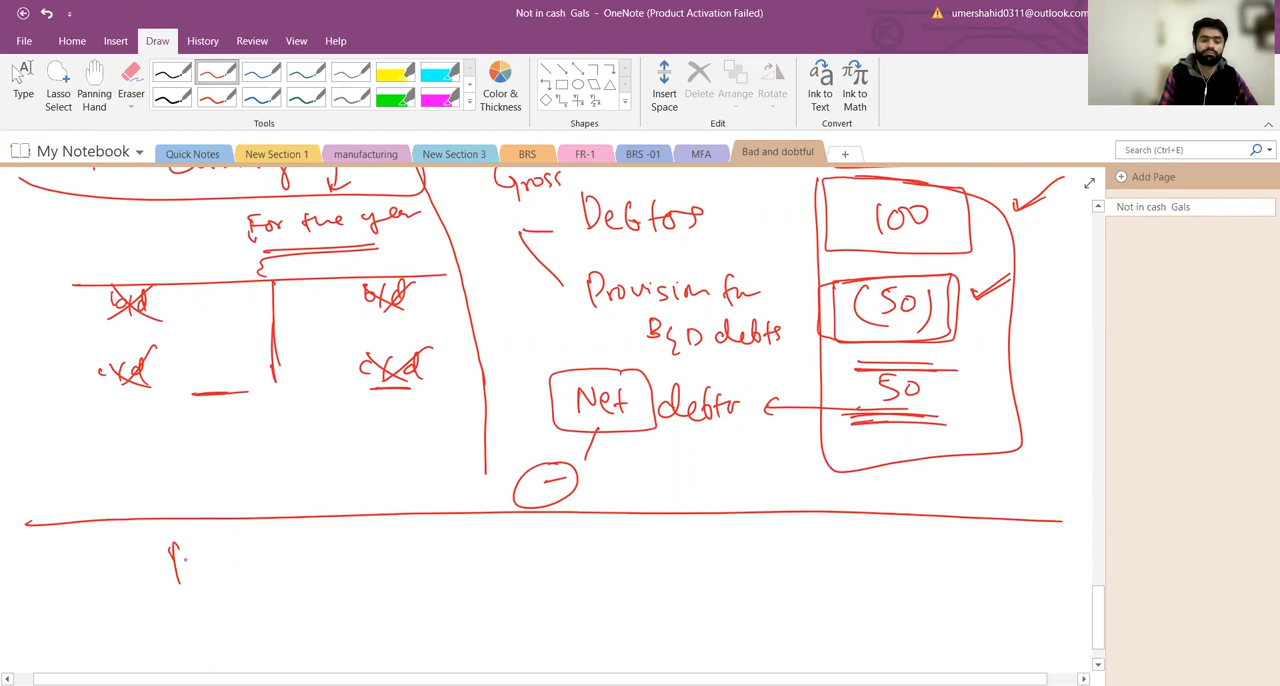 Not in cash Gals - OneNote (Product Activation Failed)
umershahid0311@outlook.com
File Home Insert Draw History Review View Help
Type
Lasso Select
Panning Hand
Eraser
Color & Thickness
Insert Space
Delete
Arrange
Rotate
Ink to Text
Ink to Math
Tools
Shapes
Edit
Convert
My Notebook
Quick Notes
New Section 1
manufacturing
New Section 3
BRS
FR-1
BRS -01
MFA
Bad and dobtful
Search (Ctrl+E)
Add Page
Not in cash Gals
Gross
For the year
Debtors 100
b/d b/d
Provision for (50)
B & D debts
c/d c/d
50
Net debtor